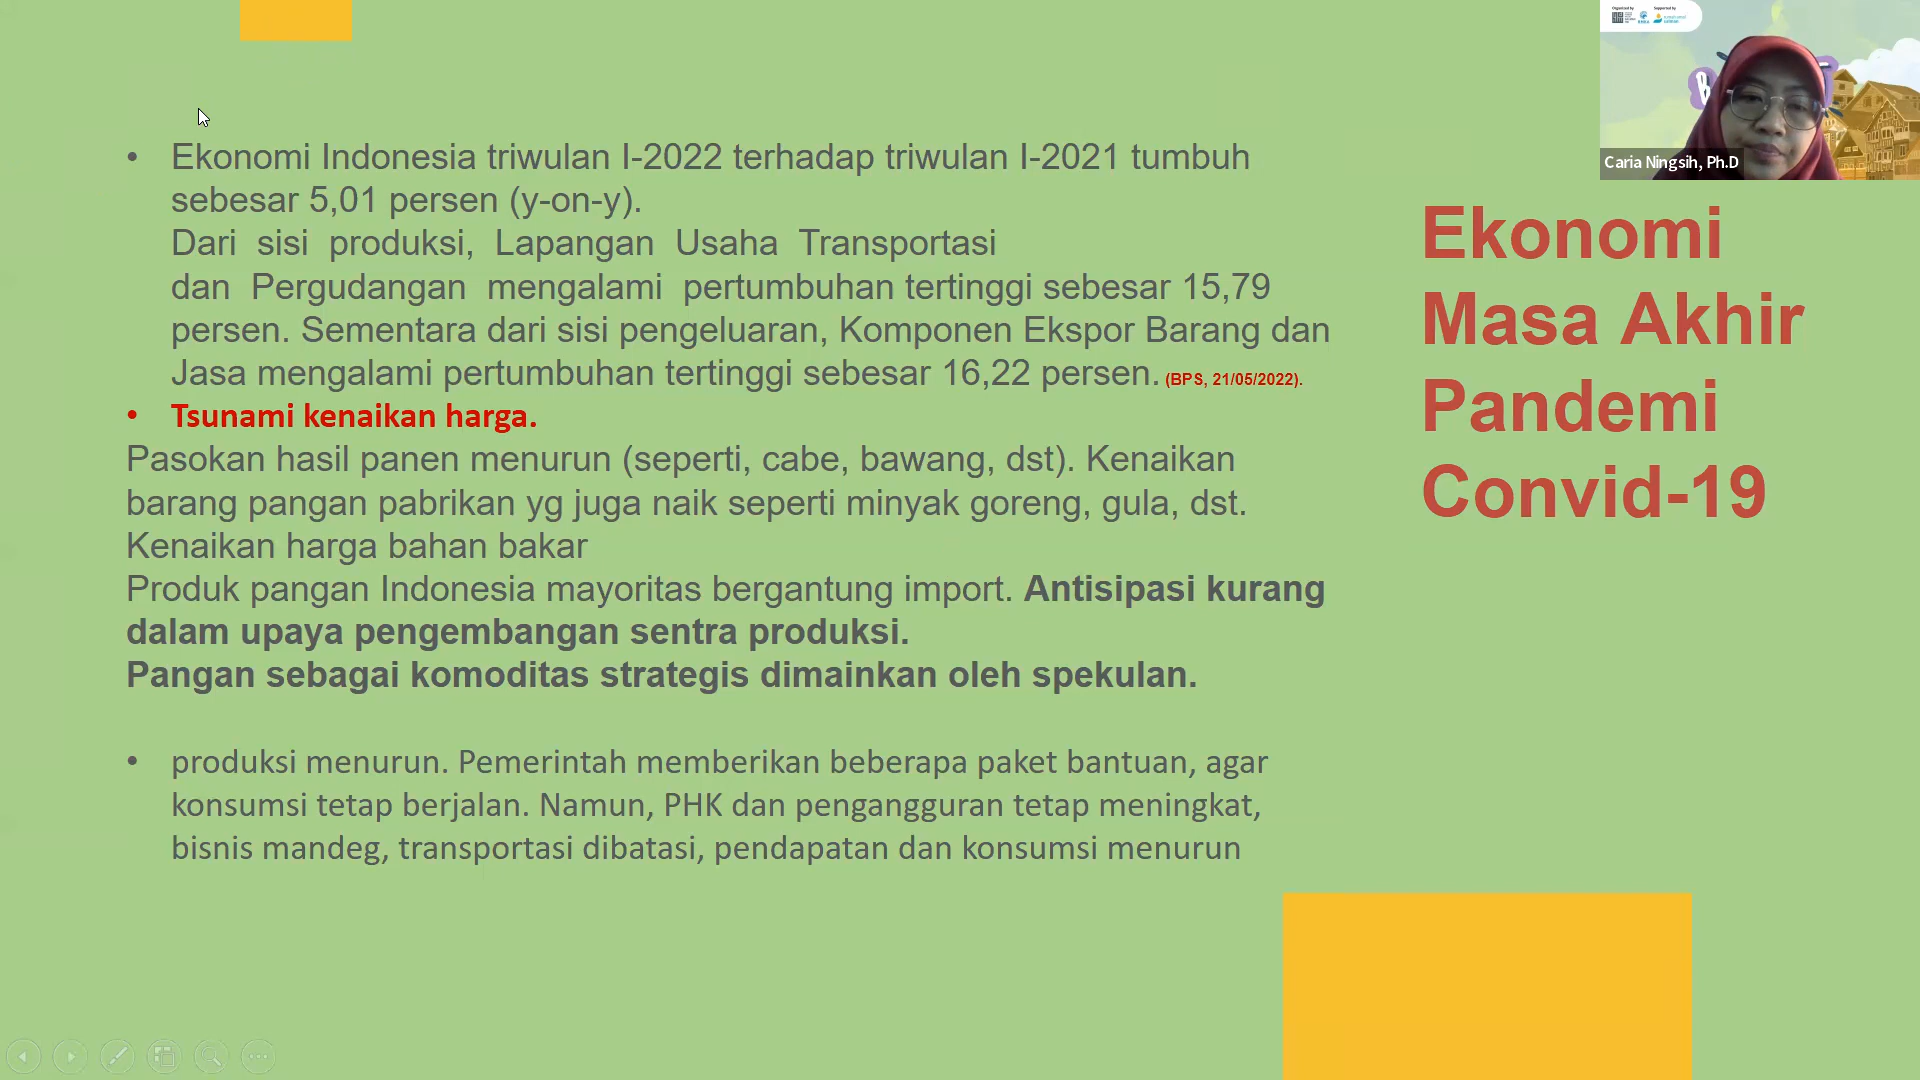 Organized by
Supported by
Caria Ningsih, Ph.D
• Ekonomi Indonesia triwulan I-2022 terhadap triwulan I-2021 tumbuh
sebesar 5,01 persen (y-on-y).
Dari sisi produksi, Lapangan Usaha Transportasi
dan Pergudangan mengalami pertumbuhan tertinggi sebesar 15,79
persen. Sementara dari sisi pengeluaran, Komponen Ekspor Barang dan
Jasa mengalami pertumbuhan tertinggi sebesar 16,22 persen. (BPS, 21/05/2022).
• Tsunami kenaikan harga.
Pasokan hasil panen menurun (seperti, cabe, bawang, dst). Kenaikan
barang pangan pabrikan yg juga naik seperti minyak goreng, gula, dst.
Kenaikan harga bahan bakar
Produk pangan Indonesia mayoritas bergantung import. Antisipasi kurang
dalam upaya pengembangan sentra produksi.
Pangan sebagai komoditas strategis dimainkan oleh spekulan.
• produksi menurun. Pemerintah memberikan beberapa paket bantuan, agar
konsumsi tetap berjalan. Namun, PHK dan pengangguran tetap meningkat,
bisnis mandeg, transportasi dibatasi, pendapatan dan konsumsi menurun
Ekonomi
Masa Akhir
Pandemi
Convid-19